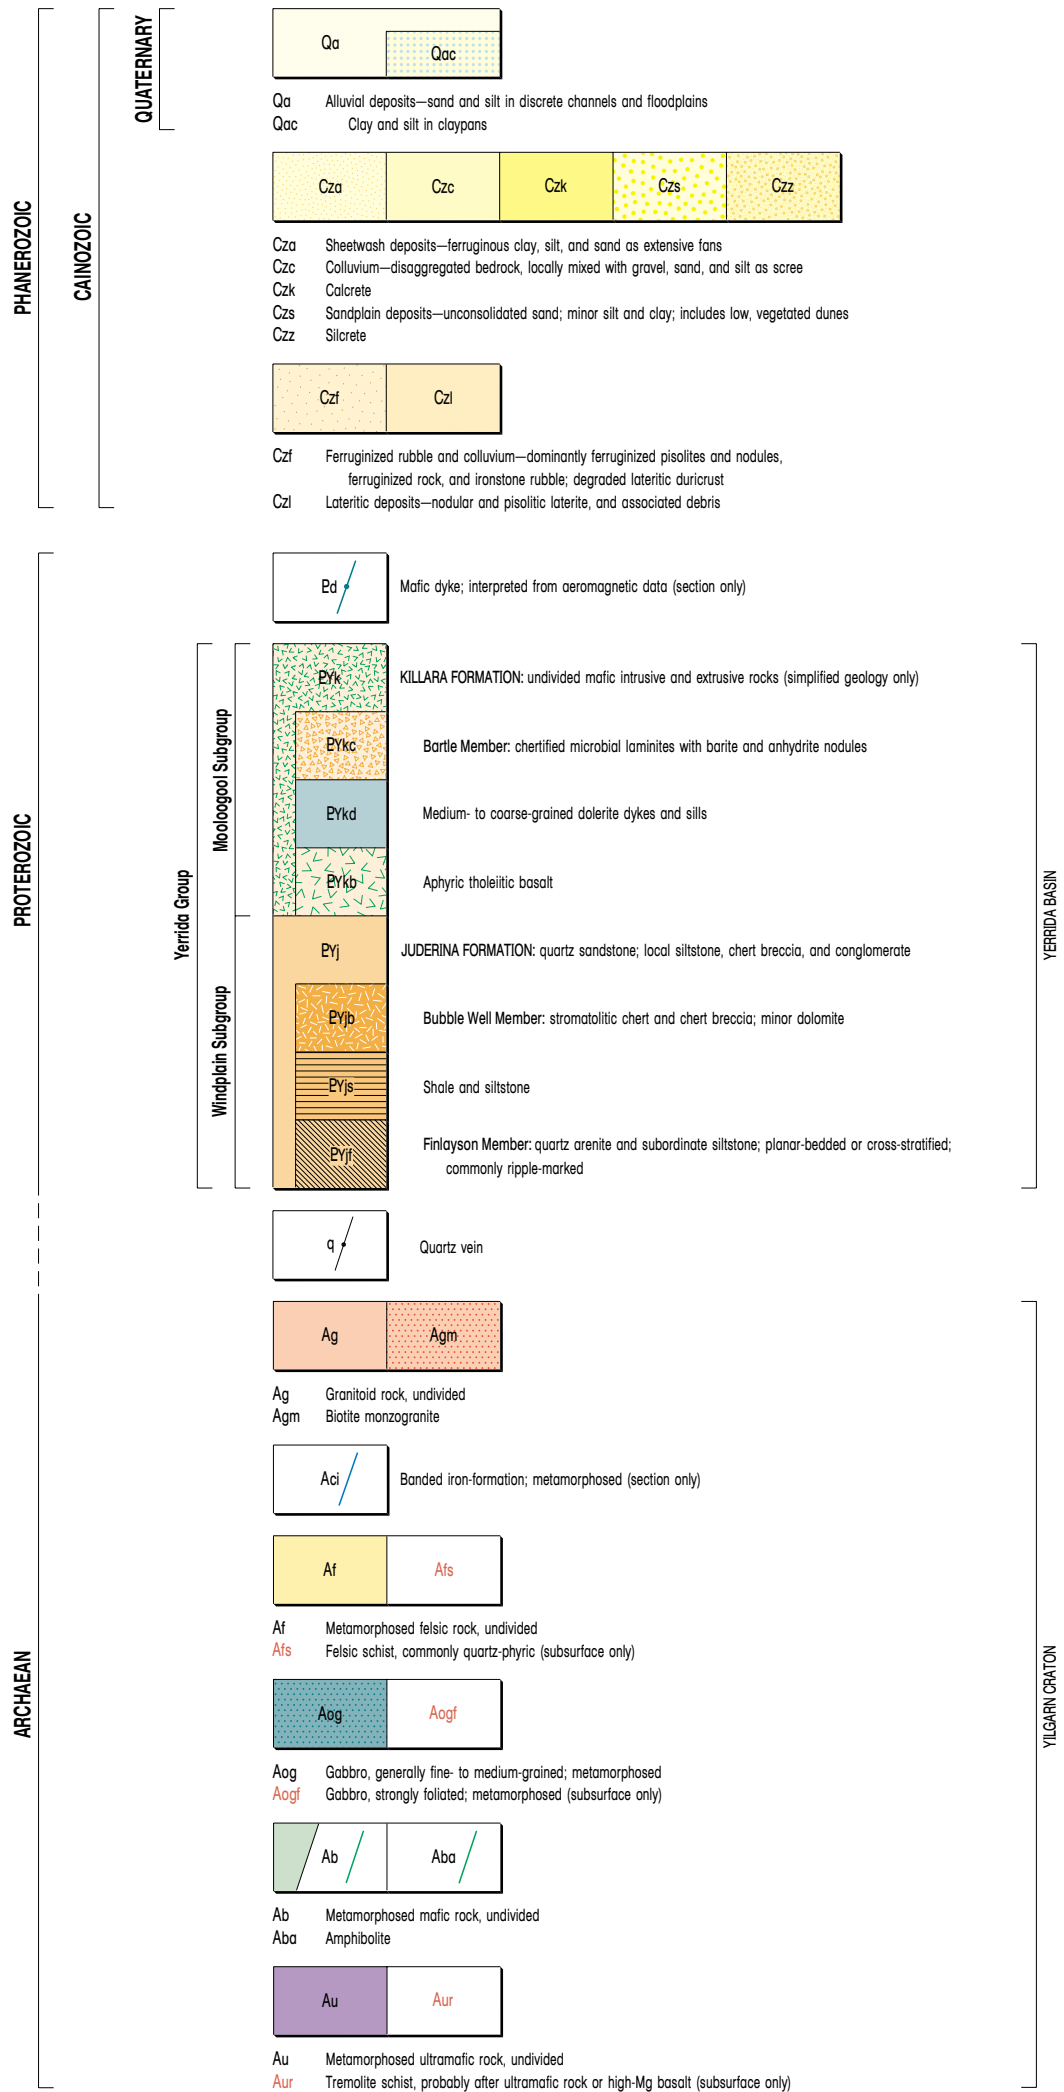 PHANEROZOIC
CAINOZOIC
QUATERNARY
Qa
Qac
Qa Alluvial deposits—sand and silt in discrete channels and floodplains
Qac Clay and silt in claypans
Cza Czc Czk Czs Czz
Cza Sheetwash deposits—ferruginous clay, silt, and sand as extensive fans
Czc Colluvium—disaggregated bedrock, locally mixed with gravel, sand, and silt as scree
Czk Calcrete
Czs Sandplain deposits—unconsolidated sand; minor silt and clay; includes low, vegetated dunes
Czz Silcrete
Czf Czl
Czf Ferruginized rubble and colluvium—dominantly ferruginized pisolites and nodules,
ferruginized rock, and ironstone rubble; degraded lateritic duricrust
Czl Lateritic deposits—nodular and pisolitic laterite, and associated debris
PROTEROZOIC
Pd Mafic dyke; interpreted from aeromagnetic data (section only)
Yerrida Group
Mooloogool Subgroup
YERRIDA BASIN
PYk KILLARA FORMATION: undivided mafic intrusive and extrusive rocks (simplified geology only)
PYkc Bartle Member: chertified microbial laminites with barite and anhydrite nodules
PYkd Medium- to coarse-grained dolerite dykes and sills
PYkb Aphyric tholeiitic basalt
Windplain Subgroup
PYj JUDERINA FORMATION: quartz sandstone; local siltstone, chert breccia, and conglomerate
PYjb Bubble Well Member: stromatolitic chert and chert breccia; minor dolomite
PYjs Shale and siltstone
PYjf Finlayson Member: quartz arenite and subordinate siltstone; planar-bedded or cross-stratified;
commonly ripple-marked
q Quartz vein
ARCHAEAN
YILGARN CRATON
Ag Agm
Ag Granitoid rock, undivided
Agm Biotite monzogranite
Aci Banded iron-formation; metamorphosed (section only)
Af Afs
Af Metamorphosed felsic rock, undivided
Afs Felsic schist, commonly quartz-phyric (subsurface only)
Aog Aogf
Aog Gabbro, generally fine- to medium-grained; metamorphosed
Aogf Gabbro, strongly foliated; metamorphosed (subsurface only)
Ab Aba
Ab Metamorphosed mafic rock, undivided
Aba Amphibolite
Au Aur
Au Metamorphosed ultramafic rock, undivided
Aur Tremolite schist, probably after ultramafic rock or high-Mg basalt (subsurface only)